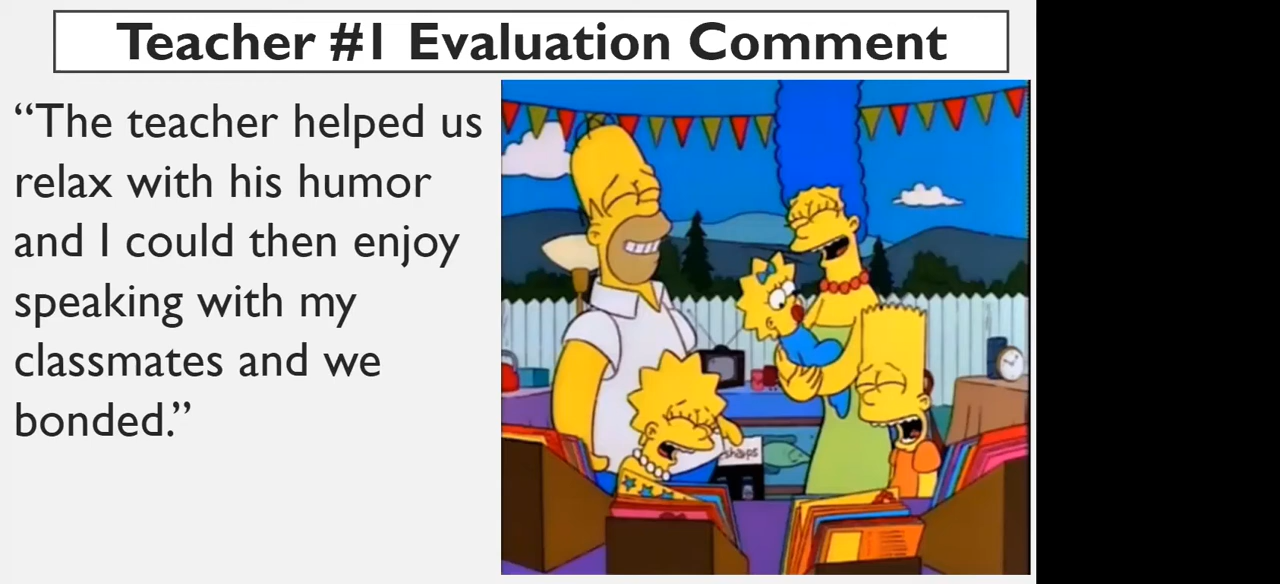 Teacher #1 Evaluation Comment
“The teacher helped us
relax with his humor
and I could then enjoy
speaking with my
classmates and we
bonded.”